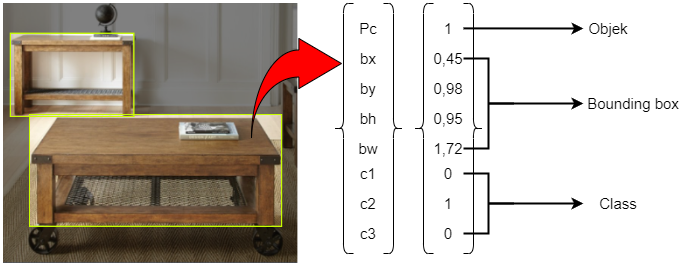 Pc 1 Objek
bx 0,45
by 0,98 Bounding box
bh 0,95
bw 1,72
c1 0
c2 1 Class
c3 0